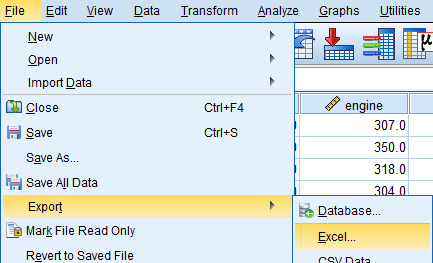 File Edit View Data Transform Analyze Graphs Utilities
New
Open
Import Data
Close Ctrl+F4
Save Ctrl+S
Save As...
Save All Data
Export
Mark File Read Only
Revert to Saved File
Database...
Excel...
CSV Data
engine
307.0
350.0
318.0
304.0